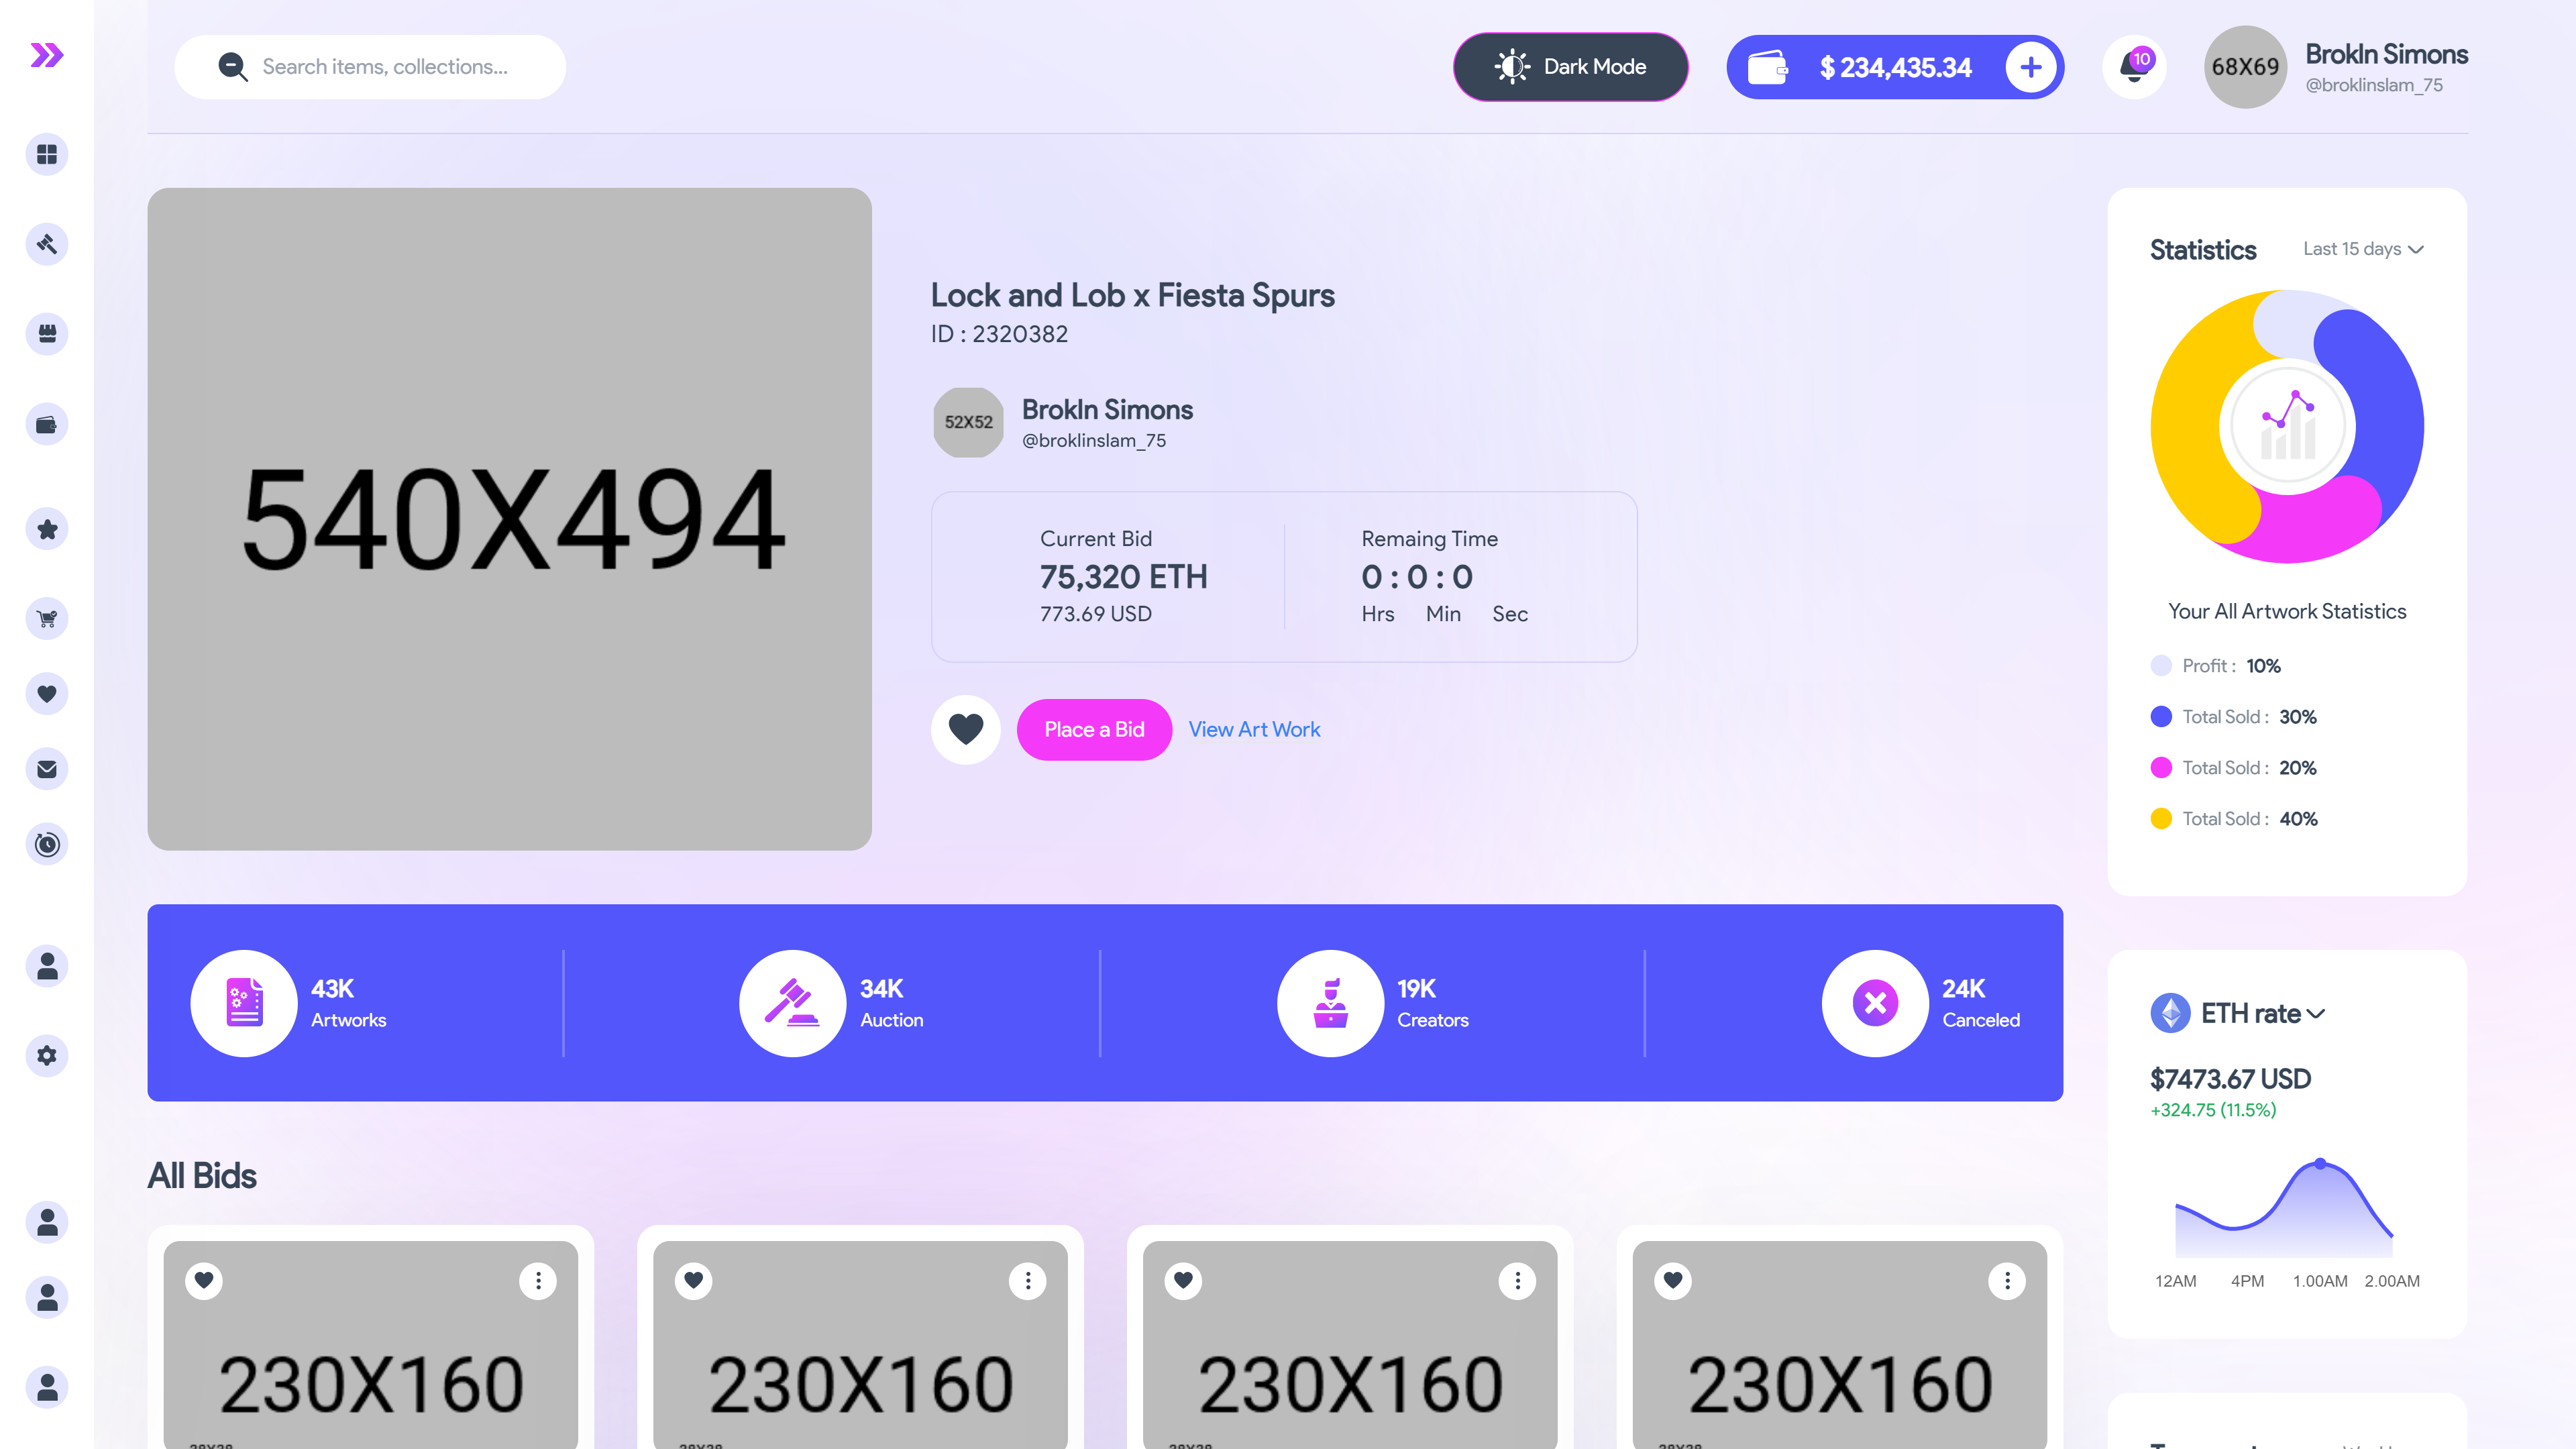 Search items, collections...
Dark Mode
$ 234,435.34
10
68X69
Brokln Simons
@broklinslam_75
540X494
Lock and Lob x Fiesta Spurs
ID : 2320382
52X52
Brokln Simons
@broklinslam_75
Current Bid
75,320 ETH
773.69 USD
Remaing Time
0 : 0 : 0
Hrs Min Sec
Place a Bid
View Art Work
Statistics
Last 15 days
Your All Artwork Statistics
Profit : 10%
Total Sold : 30%
Total Sold : 20%
Total Sold : 40%
43K
Artworks
34K
Auction
19K
Creators
24K
Canceled
ETH rate
$7473.67 USD
+324.75 (11.5%)
12AM 4PM 1.00AM 2.00AM
All Bids
230X160
230X160
230X160
230X160